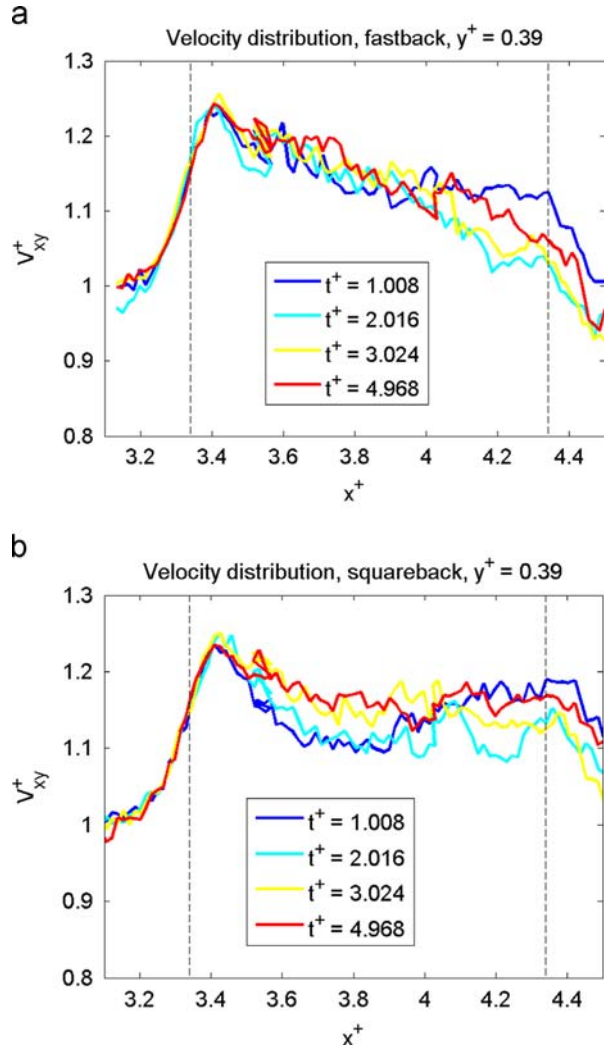 a
Velocity distribution, fastback, y+ = 0.39
1.3
1.2
1.1
1
0.9
0.8
V+xy
t+ = 1.008
t+ = 2.016
t+ = 3.024
t+ = 4.968
3.2 3.4 3.6 3.8 4 4.2 4.4
x+
b
Velocity distribution, squareback, y+ = 0.39
1.3
1.2
1.1
1
0.9
0.8
V+xy
t+ = 1.008
t+ = 2.016
t+ = 3.024
t+ = 4.968
3.2 3.4 3.6 3.8 4 4.2 4.4
x+